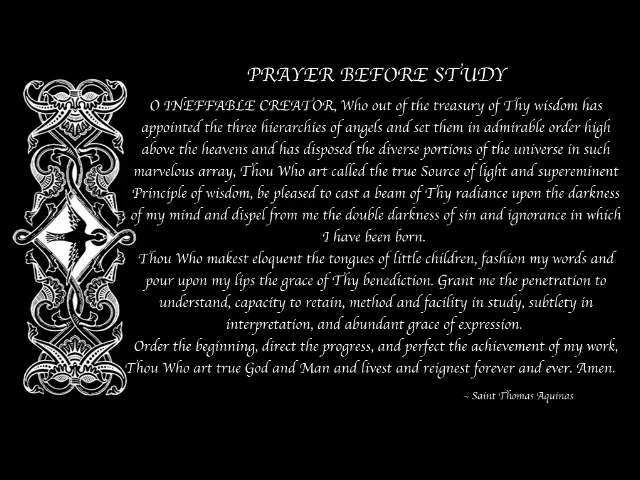 PRAYER BEFORE STUDY
O INEFFABLE CREATOR, Who out of the treasury of Thy wisdom has
appointed the three hierarchies of angels and set them in admirable order high
above the heavens and has disposed the diverse portions of the universe in such
marvelous array, Thou Who art called the true Source of light and supereminent
Principle of wisdom, be pleased to cast a beam of Thy radiance upon the darkness
of my mind and dispel from me the double darkness of sin and ignorance in which
I have been born.
Thou Who makest eloquent the tongues of little children, fashion my words and
pour upon my lips the grace of Thy benediction. Grant me the penetration to
understand, capacity to retain, method and facility in study, subtlety in
interpretation, and abundant grace of expression.
Order the beginning, direct the progress, and perfect the achievement of my work,
Thou Who art true God and Man and livest and reignest forever and ever. Amen.
~ Saint Thomas Aquinas